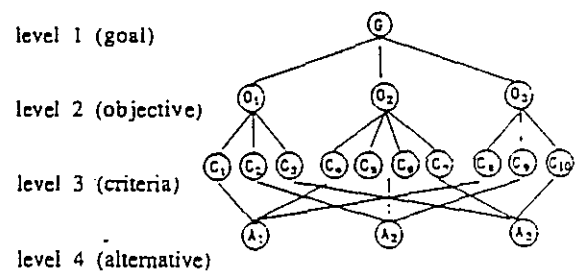 level 1 (goal)
G
level 2 (objective)
O₁ O₂ O₃
level 3 (criteria)
C₁ C₂ C₃ C₄ C₅ C₆ C₇ C₈ C₉ C₁₀
level 4 (alternative)
A₁ A₂ A₃